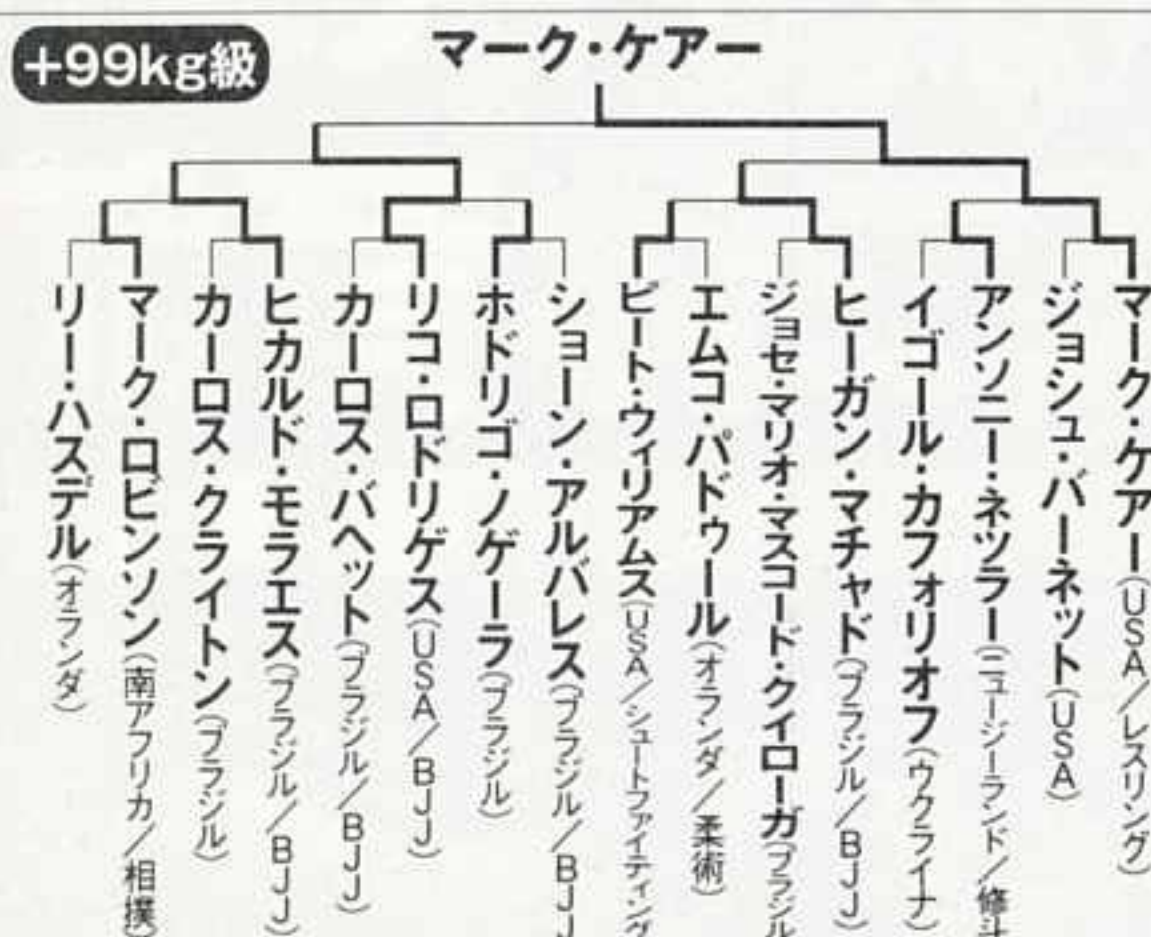 +99kg級
マーク・ケアー
リー・ハスデル(オランダ)
マーク・ロビンソン(南アフリカ/相撲)
カーロス・クライトン(ブラジル)
ヒカルド・モラエス(ブラジル/BJJ)
カーロス・バヘット(ブラジル/BJJ)
リコ・ロドリゲス(USA/BJJ)
ホドリゴ・ノゲーラ(ブラジル)
ショーン・アルバレス(ブラジル/BJJ
ピート・ウィリアムス(USA/シュートファイティング
エムコ・パドゥール(オランダ/柔術)
ジョセ・マリオ・マスコード・クイローガ(ブラジル
ヒーガン・マチャド(ブラジル/BJJ)
イゴール・カフォリオフ(ウクライナ)
アンソニー・ネツラー(ニュージーランド/修斗
ジョシュ・バーネット(USA)
マーク・ケアー(USA/レスリング)